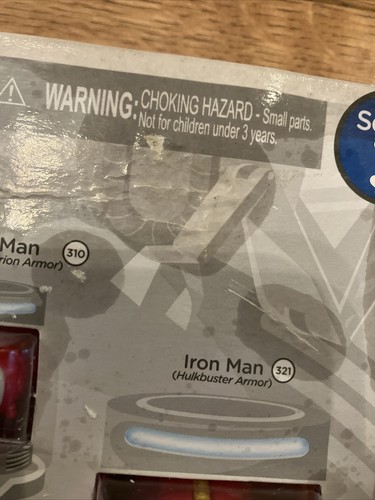 WARNING: CHOKING HAZARD - Small parts.
Not for children under 3 years.
Man 310
Armor)
Iron Man 321
(Hulkbuster Armor)